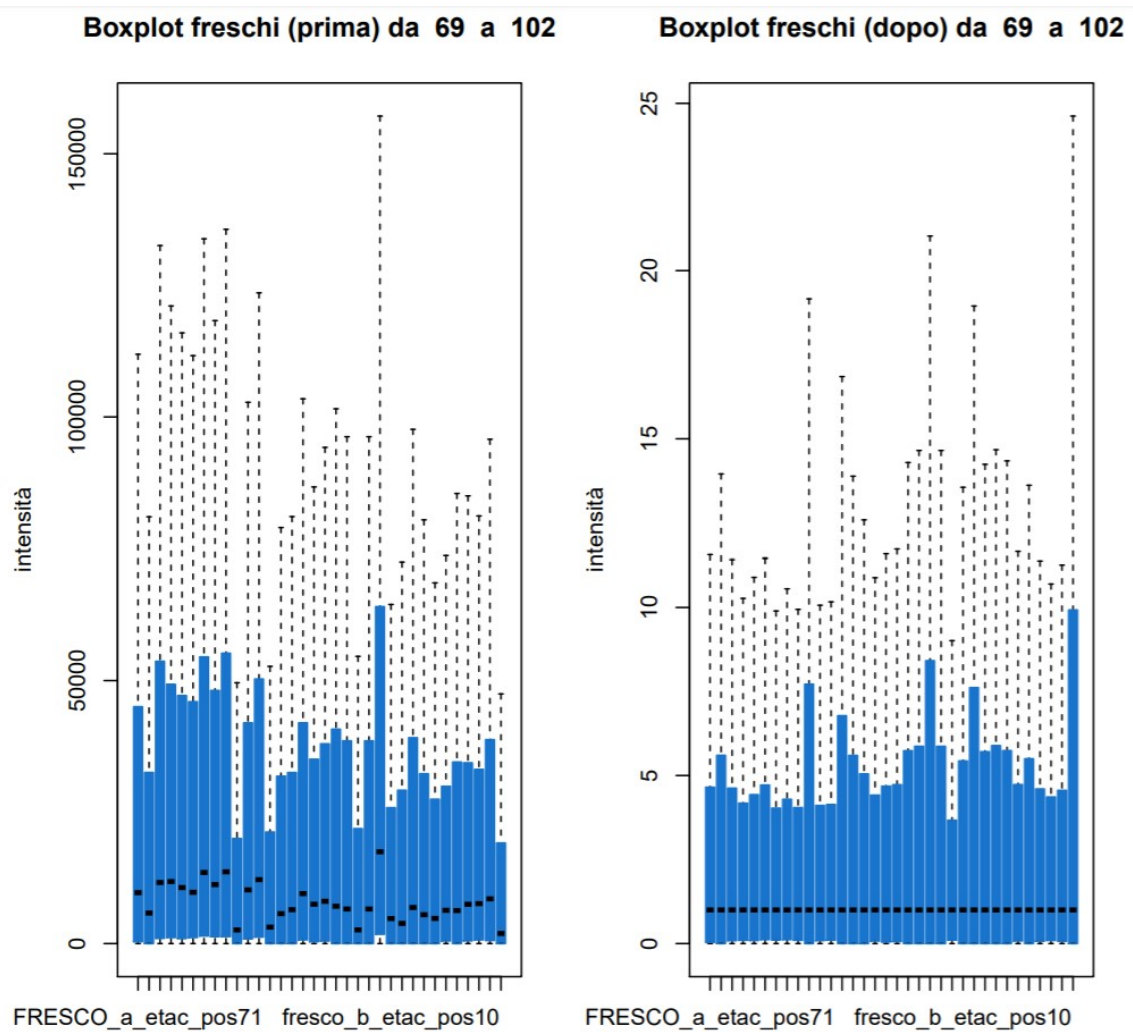 Boxplot freschi (prima) da 69 a 102
intensità
150000
100000
50000
0
FRESCO_a_etac_pos71 fresco_b_etac_pos10
Boxplot freschi (dopo) da 69 a 102
intensità
25
20
15
10
5
0
FRESCO_a_etac_pos71 fresco_b_etac_pos10